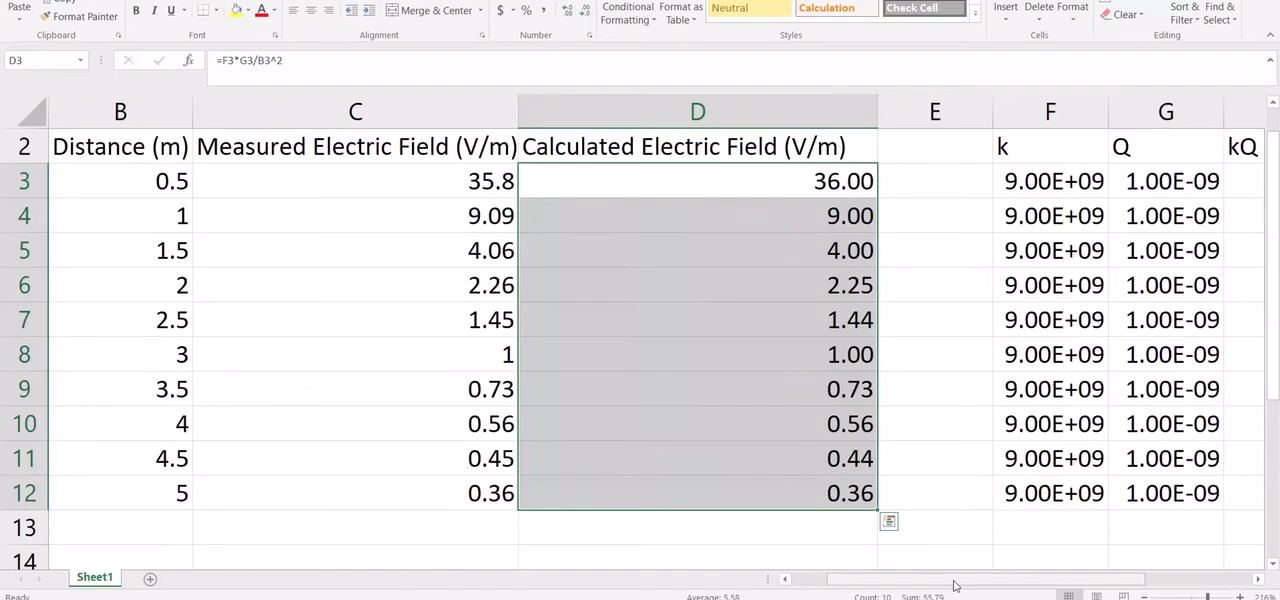 Paste
Copy
Format Painter
Clipboard
B I U
A
Font
Merge & Center
Alignment
$ % ,
Number
Conditional Formatting
Format as Table
Neutral
Calculation
Check Cell
Styles
Insert
Delete
Format
Cells
Clear
Sort & Filter
Find & Select
Editing
D3
fx
=F3*G3/B3^2
B C D E F G
2 Distance (m) Measured Electric Field (V/m) Calculated Electric Field (V/m) k Q kQ
3 0.5 35.8 36.00 9.00E+09 1.00E-09
4 1 9.09 9.00 9.00E+09 1.00E-09
5 1.5 4.06 4.00 9.00E+09 1.00E-09
6 2 2.26 2.25 9.00E+09 1.00E-09
7 2.5 1.45 1.44 9.00E+09 1.00E-09
8 3 1 1.00 9.00E+09 1.00E-09
9 3.5 0.73 0.73 9.00E+09 1.00E-09
10 4 0.56 0.56 9.00E+09 1.00E-09
11 4.5 0.45 0.44 9.00E+09 1.00E-09
12 5 0.36 0.36 9.00E+09 1.00E-09
13
14
Sheet1
Ready
Average: 5.58 Count: 10 Sum: 55.79
216%